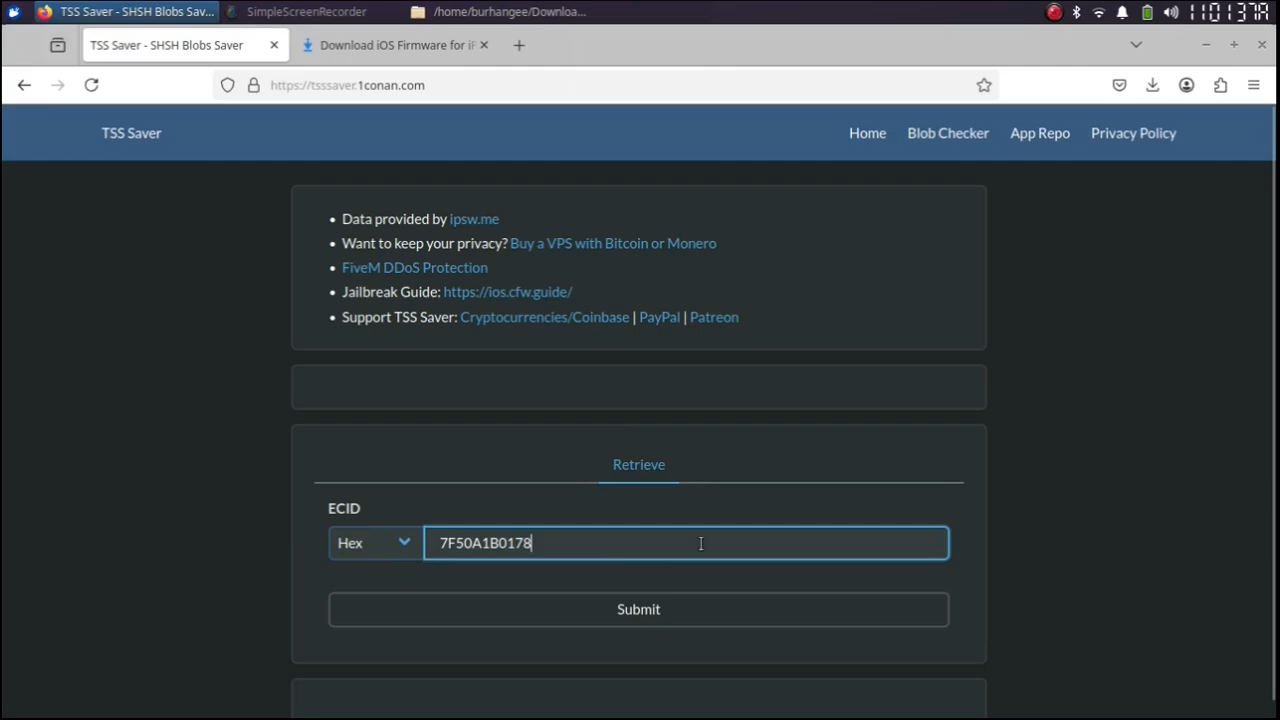 TSS Saver - SHSH Blobs Sav...
SimpleScreenRecorder
/home/burhangee/Downloa...
TSS Saver - SHSH Blobs Saver
Download iOS Firmware for iF
https://tsssaver.1conan.com
TSS Saver
Home
Blob Checker
App Repo
Privacy Policy
• Data provided by ipsw.me
• Want to keep your privacy? Buy a VPS with Bitcoin or Monero
• FiveM DDoS Protection
• Jailbreak Guide: https://ios.cfw.guide/
• Support TSS Saver: Cryptocurrencies/Coinbase | PayPal | Patreon
Retrieve
ECID
Hex
7F50A1B0178
Submit